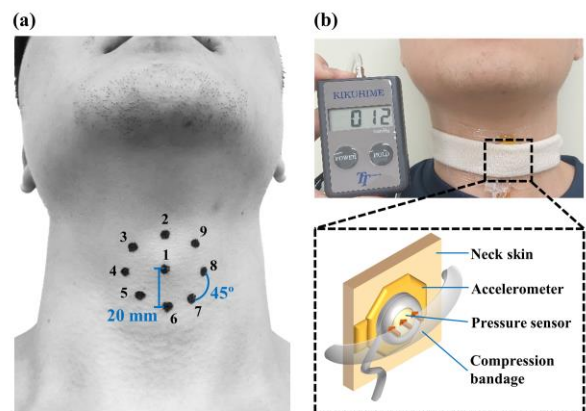 (a)
(b)
KIKUHIME
012
POWER
HOLD
TT
2
3
9
1
4
8
5
45°
20 mm
6
7
Neck skin
Accelerometer
Pressure sensor
Compression
bandage